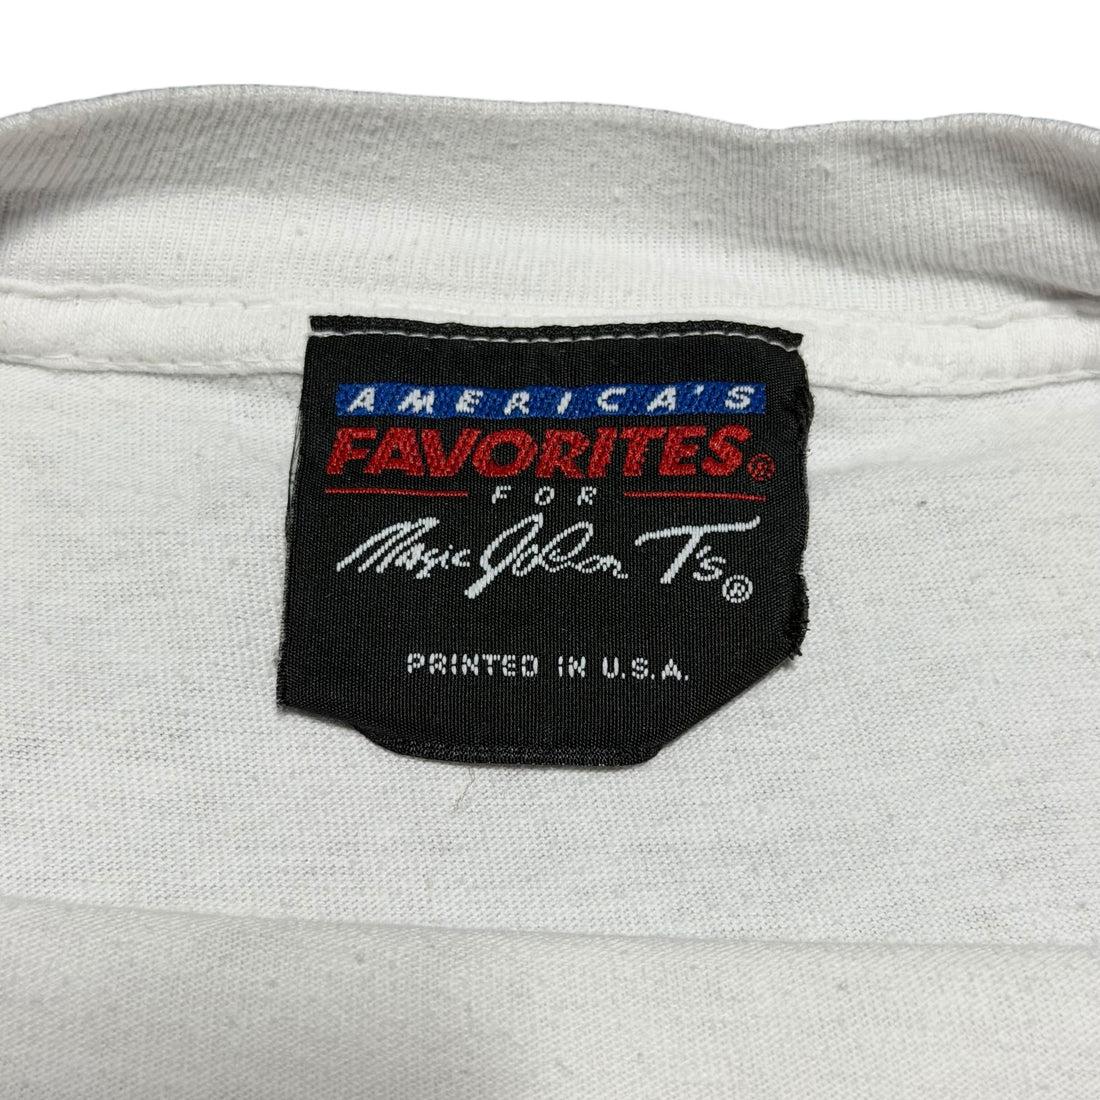 AMERICA'S
FAVORITES®
FOR
Magic Johnson T's®
PRINTED IN U.S.A.